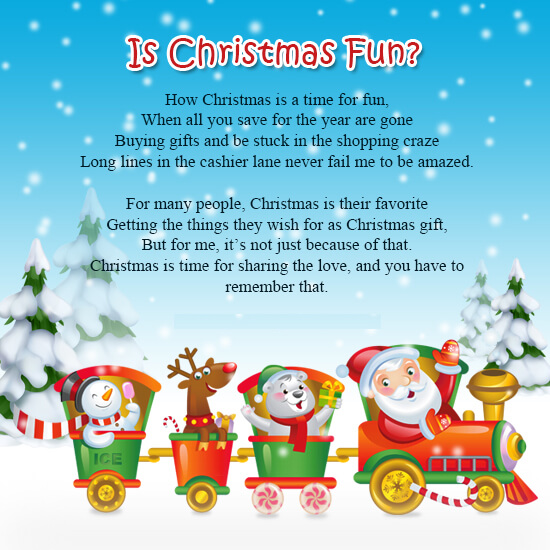 Is Christmas Fun?
How Christmas is a time for fun,
When all you save for the year are gone
Buying gifts and be stuck in the shopping craze
Long lines in the cashier lane never fail me to be amazed.
For many people, Christmas is their favorite
Getting the things they wish for as Christmas gift,
But for me, it’s not just because of that.
Christmas is time for sharing the love, and you have to
remember that.
ICE